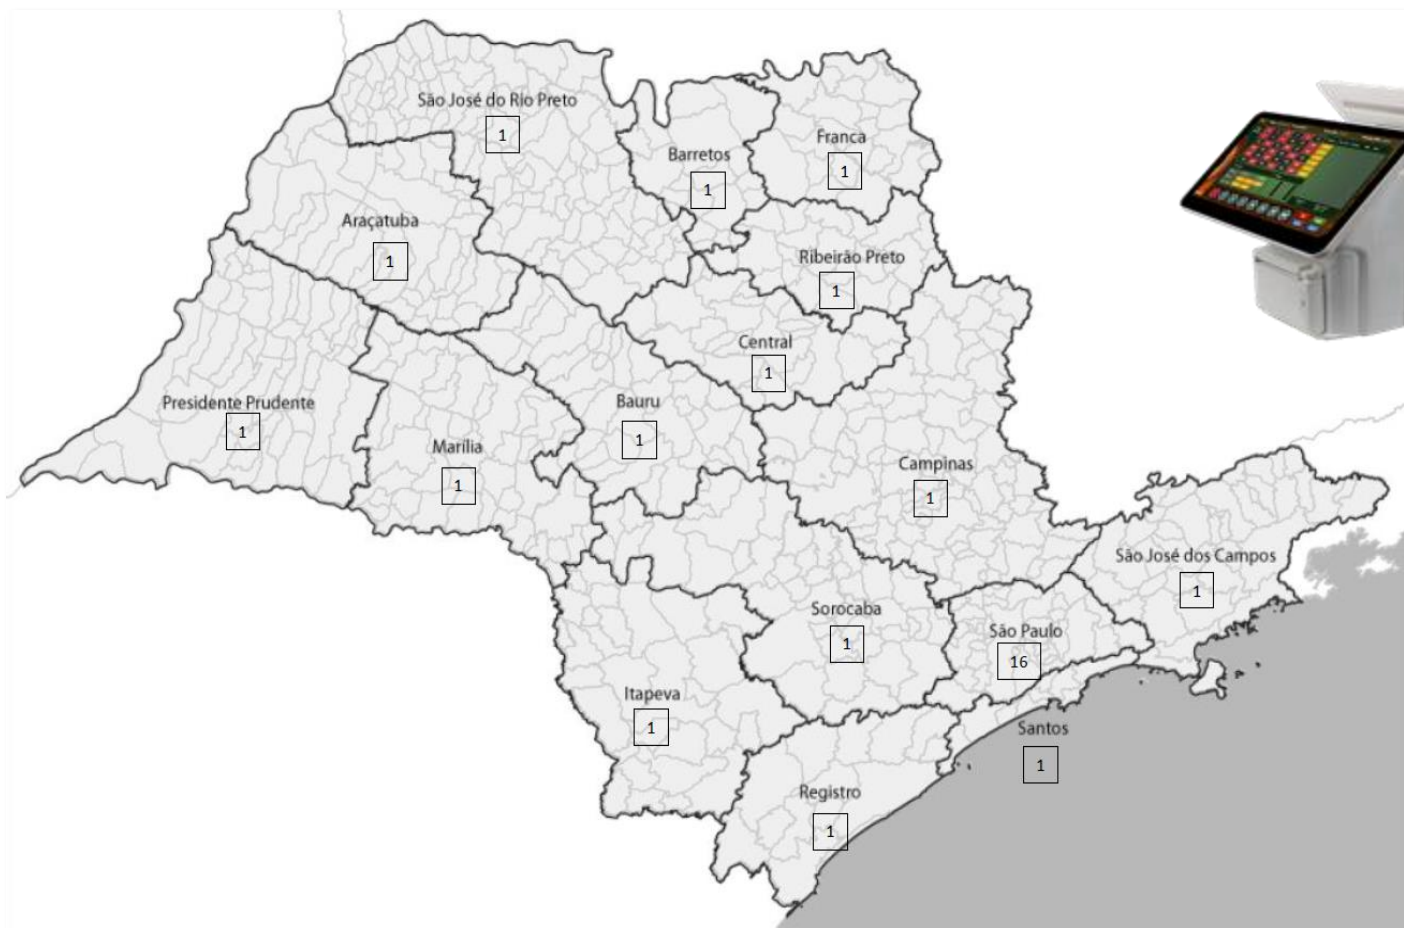 São José do Rio Preto
1
Franca
1
Barretos
1
Araçatuba
1
Ribeirão Preto
1
Central
1
Presidente Prudente
1
Bauru
1
Marília
1
Campinas
1
São José dos Campos
1
Sorocaba
1
São Paulo
16
Itapeva
1
Santos
1
Registro
1